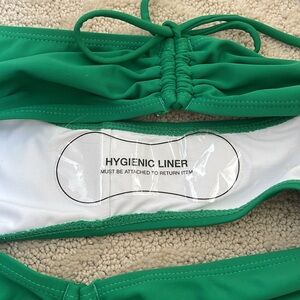 HYGIENIC LINER
MUST BE ATTACHED TO RETURN ITEM